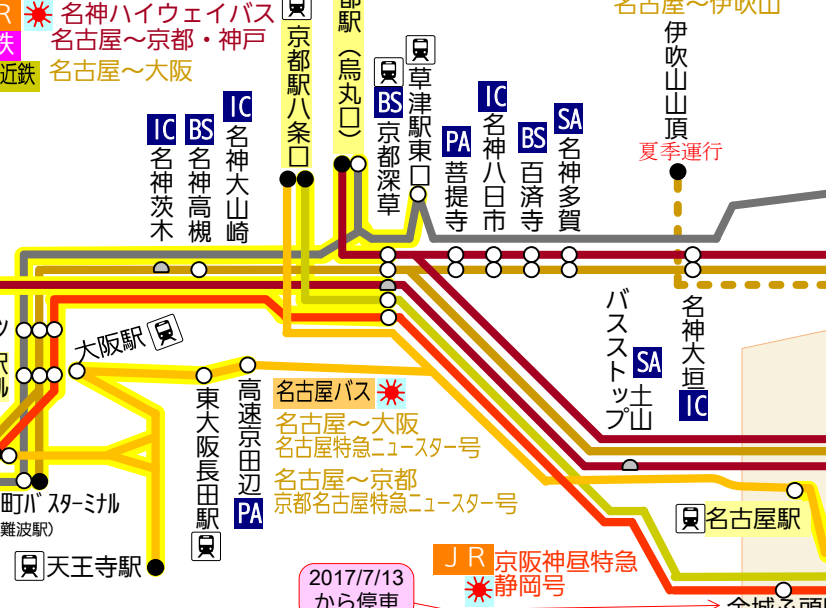 R 名神ハイウェイバス
鉄 名古屋～京都・神戸
近鉄 名古屋～大阪
京都駅八条口
都駅（烏丸口）
BS 京都深草
草津駅東口
IC 名神茨木
BS 名神高槻
IC 名神大山崎
PA 菩提寺
IC 名神八日市
BS 百済寺
SA 名神多賀
名古屋～伊吹山
伊吹山山頂
夏季運行
大阪駅
東大阪長田駅
高速京田辺 PA
名古屋バス
名古屋～大阪
名古屋特急ニュースター号
名古屋～京都
京都名古屋特急ニュースター号
バスストップ
SA 土山
名神大垣 IC
名古屋駅
町バスターミナル
難波駅）
天王寺駅
ＪＲ 京阪神昼特急
静岡号
2017/7/13
から停車
金城ふ頭